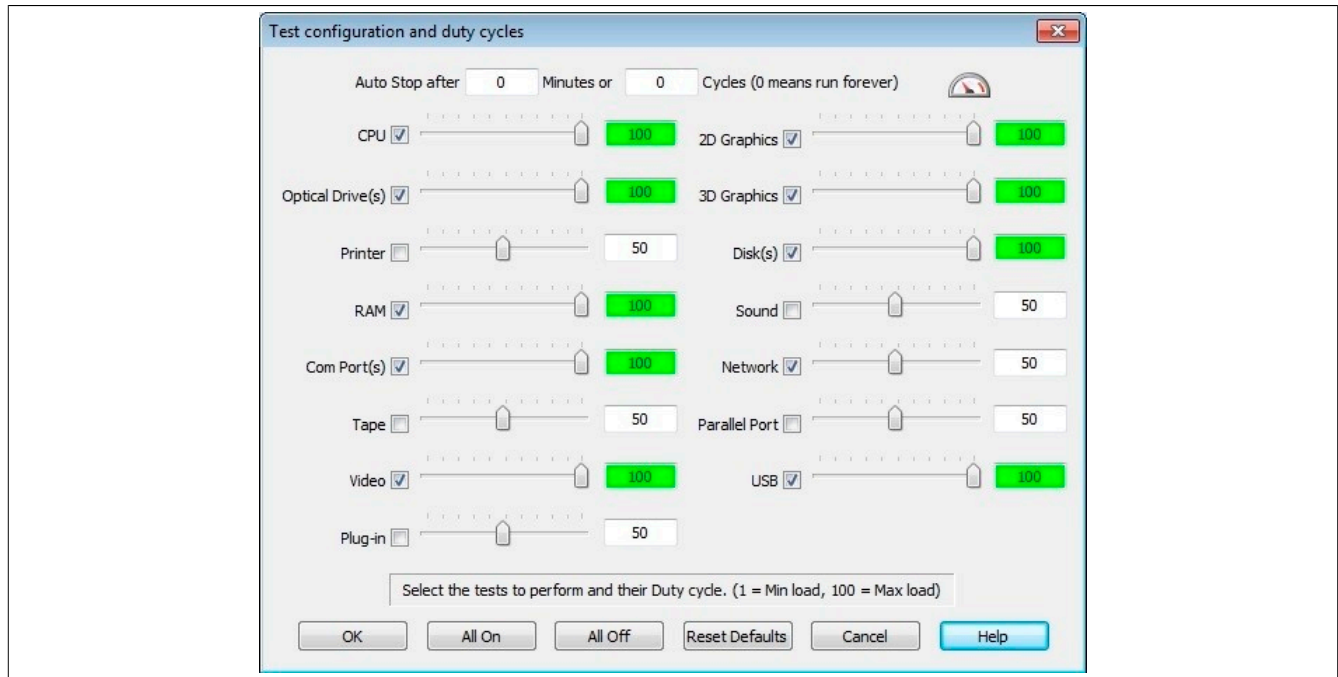 Test configuration and duty cycles
Auto Stop after 0 Minutes or 0 Cycles (0 means run forever)
CPU 100 2D Graphics 100
Optical Drive(s) 100 3D Graphics 100
Printer 50 Disk(s) 100
RAM 100 Sound 50
Com Port(s) 100 Network 50
Tape 50 Parallel Port 50
Video 100 USB 100
Plug-in 50
Select the tests to perform and their Duty cycle. (1 = Min load, 100 = Max load)
OK All On All Off Reset Defaults Cancel Help